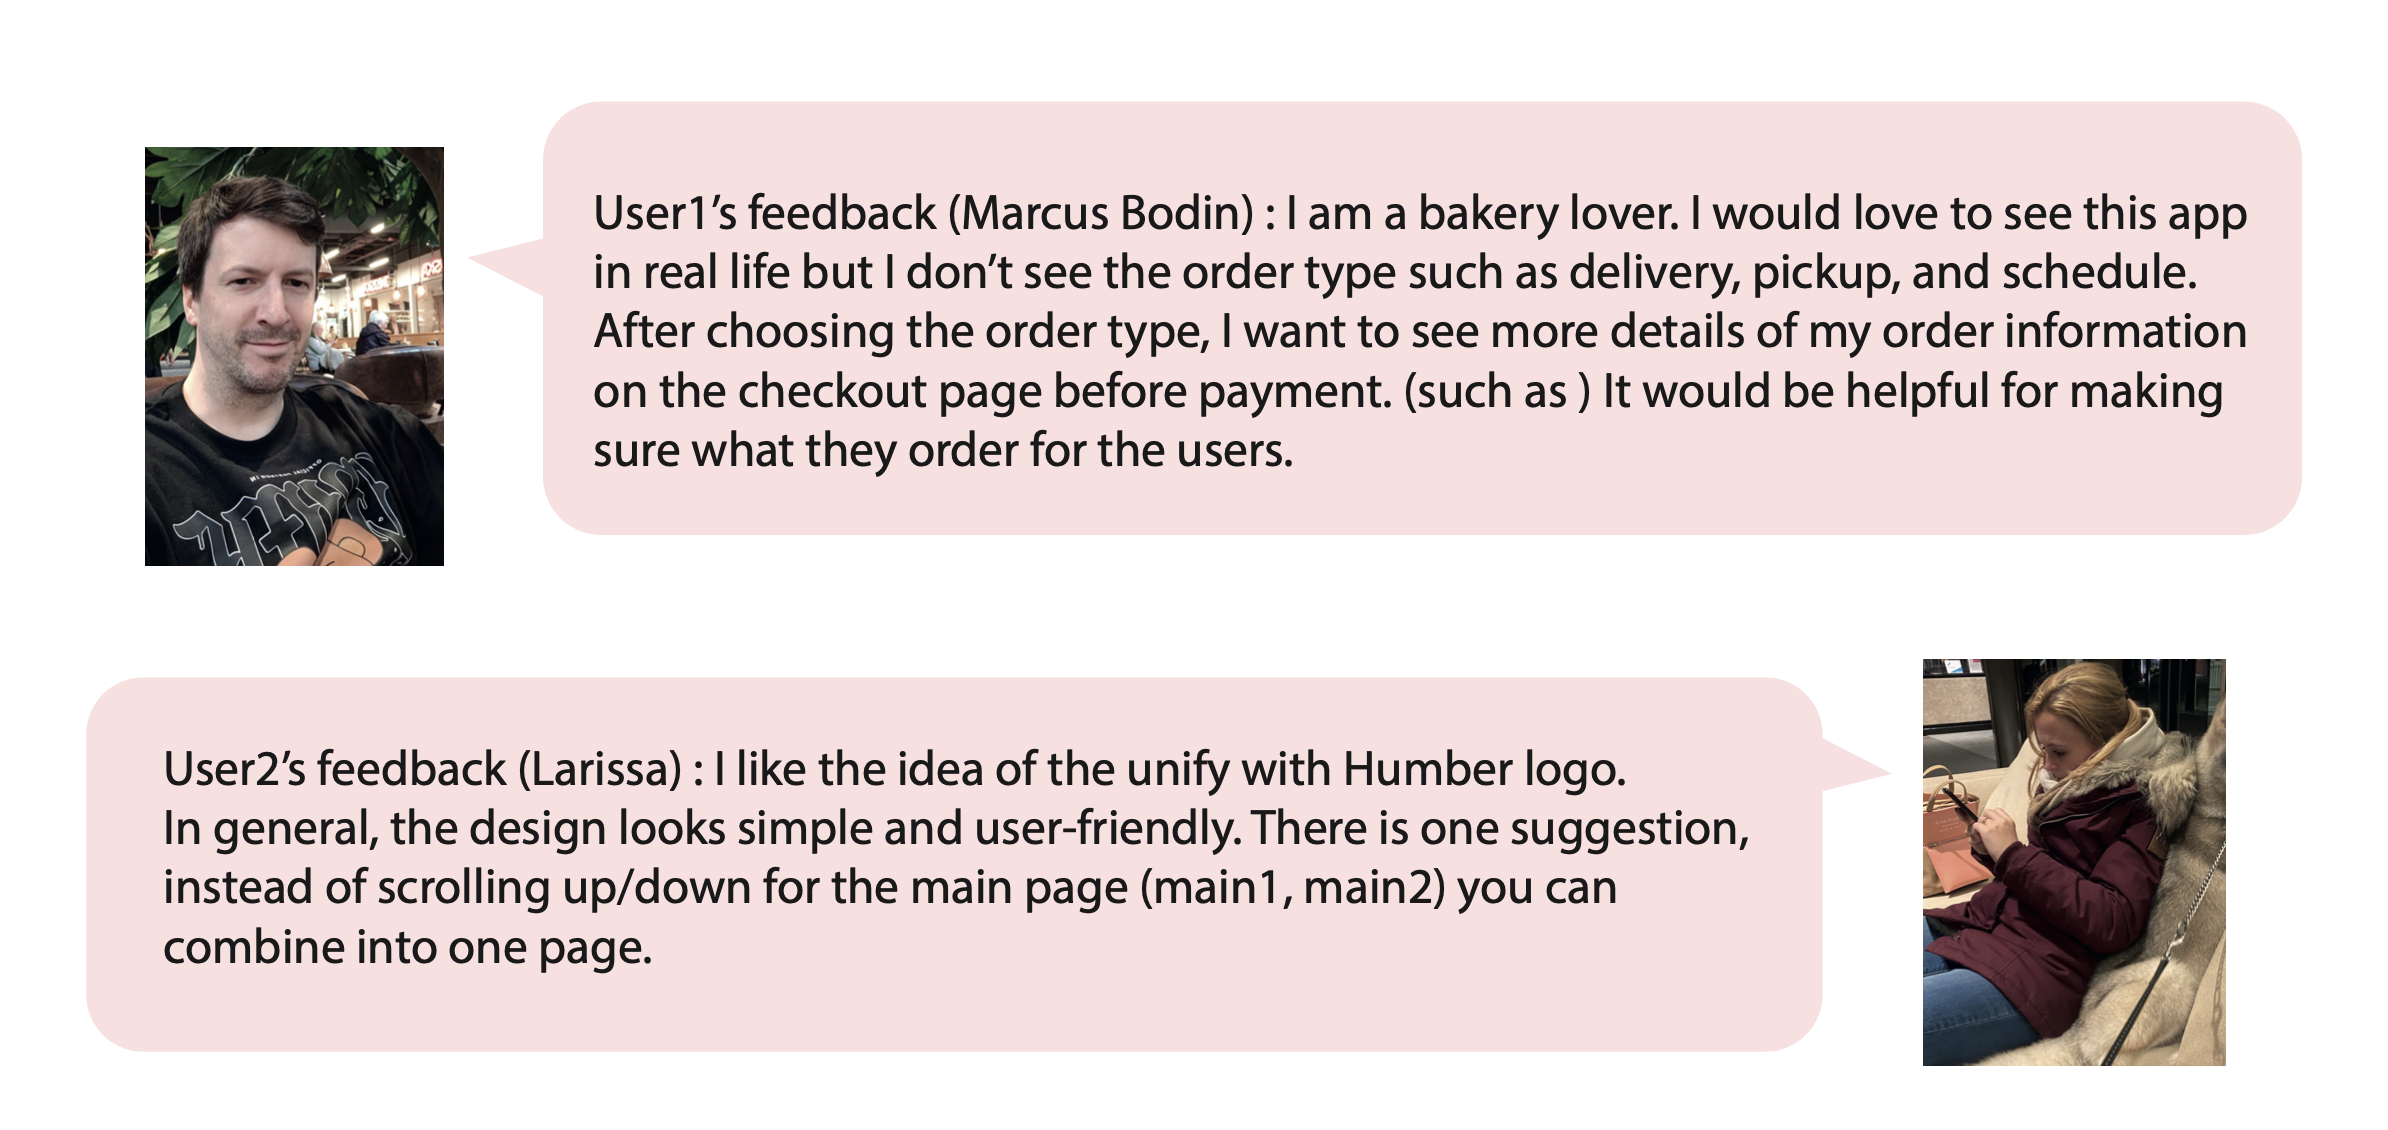 User1’s feedback (Marcus Bodin) : I am a bakery lover. I would love to see this app
in real life but I don’t see the order type such as delivery, pickup, and schedule.
After choosing the order type, I want to see more details of my order information
on the checkout page before payment. (such as ) It would be helpful for making
sure what they order for the users.
User2’s feedback (Larissa) : I like the idea of the unify with Humber logo.
In general, the design looks simple and user-friendly. There is one suggestion,
instead of scrolling up/down for the main page (main1, main2) you can
combine into one page.